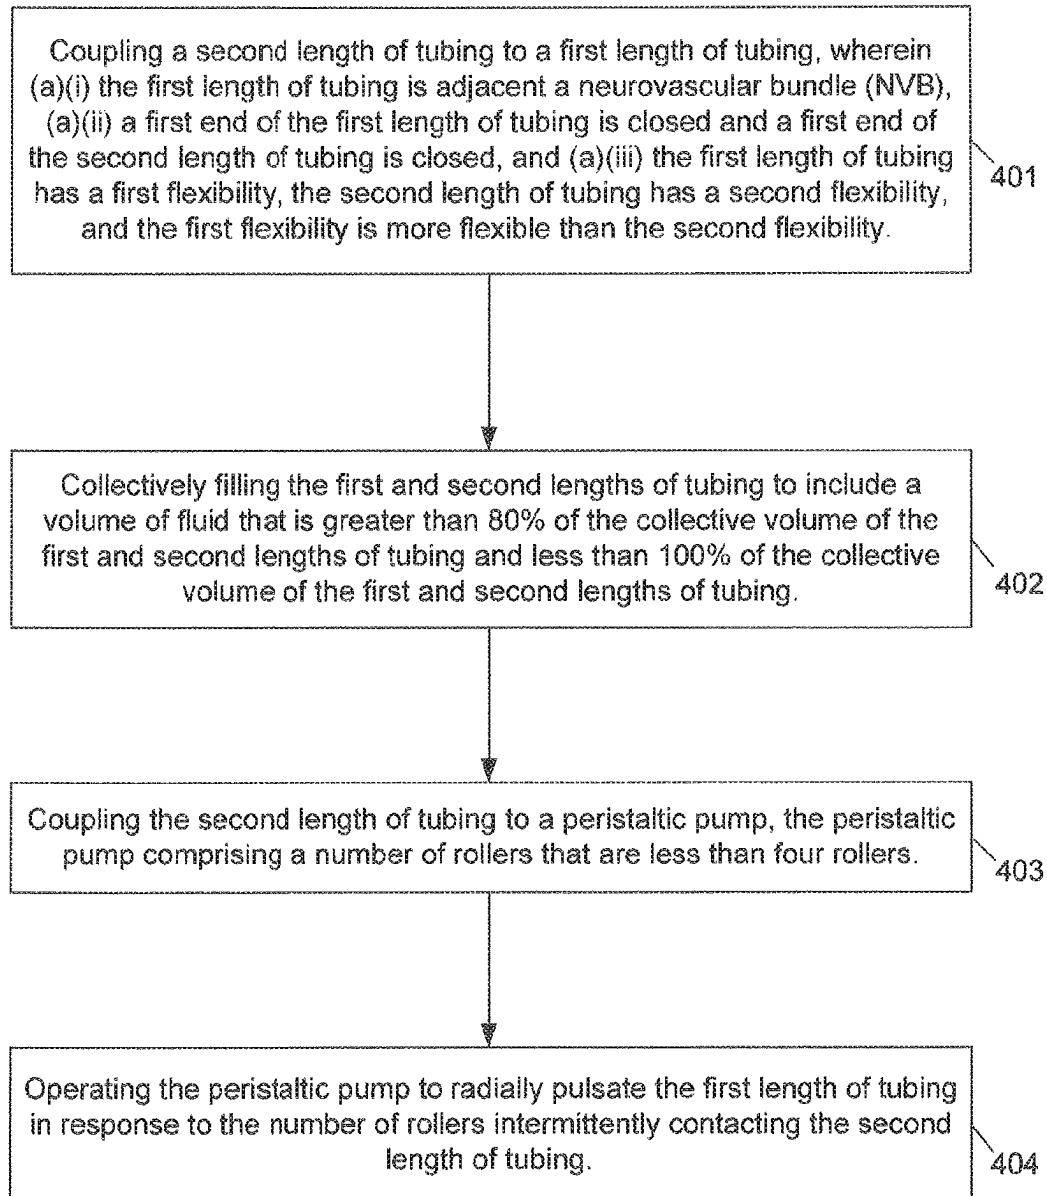 Coupling a second length of tubing to a first length of tubing, wherein
(a)(i) the first length of tubing is adjacent a neurovascular bundle (NVB),
(a)(ii) a first end of the first length of tubing is closed and a first end of
the second length of tubing is closed, and (a)(iii) the first length of tubing
has a first flexibility, the second length of tubing has a second flexibility,
and the first flexibility is more flexible than the second flexibility.
401
Collectively filling the first and second lengths of tubing to include a
volume of fluid that is greater than 80% of the collective volume of the
first and second lengths of tubing and less than 100% of the collective
volume of the first and second lengths of tubing.
402
Coupling the second length of tubing to a peristaltic pump, the peristaltic
pump comprising a number of rollers that are less than four rollers.
403
Operating the peristaltic pump to radially pulsate the first length of tubing
in response to the number of rollers intermittently contacting the second
length of tubing.
404